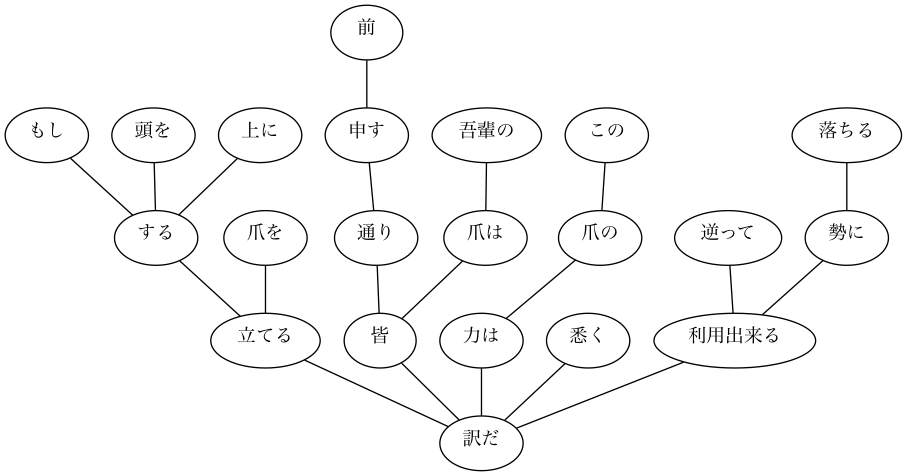 前
もし 頭を 上に 申す 吾輩の この 落ちる
する 爪を 通り 爪は 爪の 逆って 勢に
立てる 皆 力は 悉く 利用出来る
訳だ